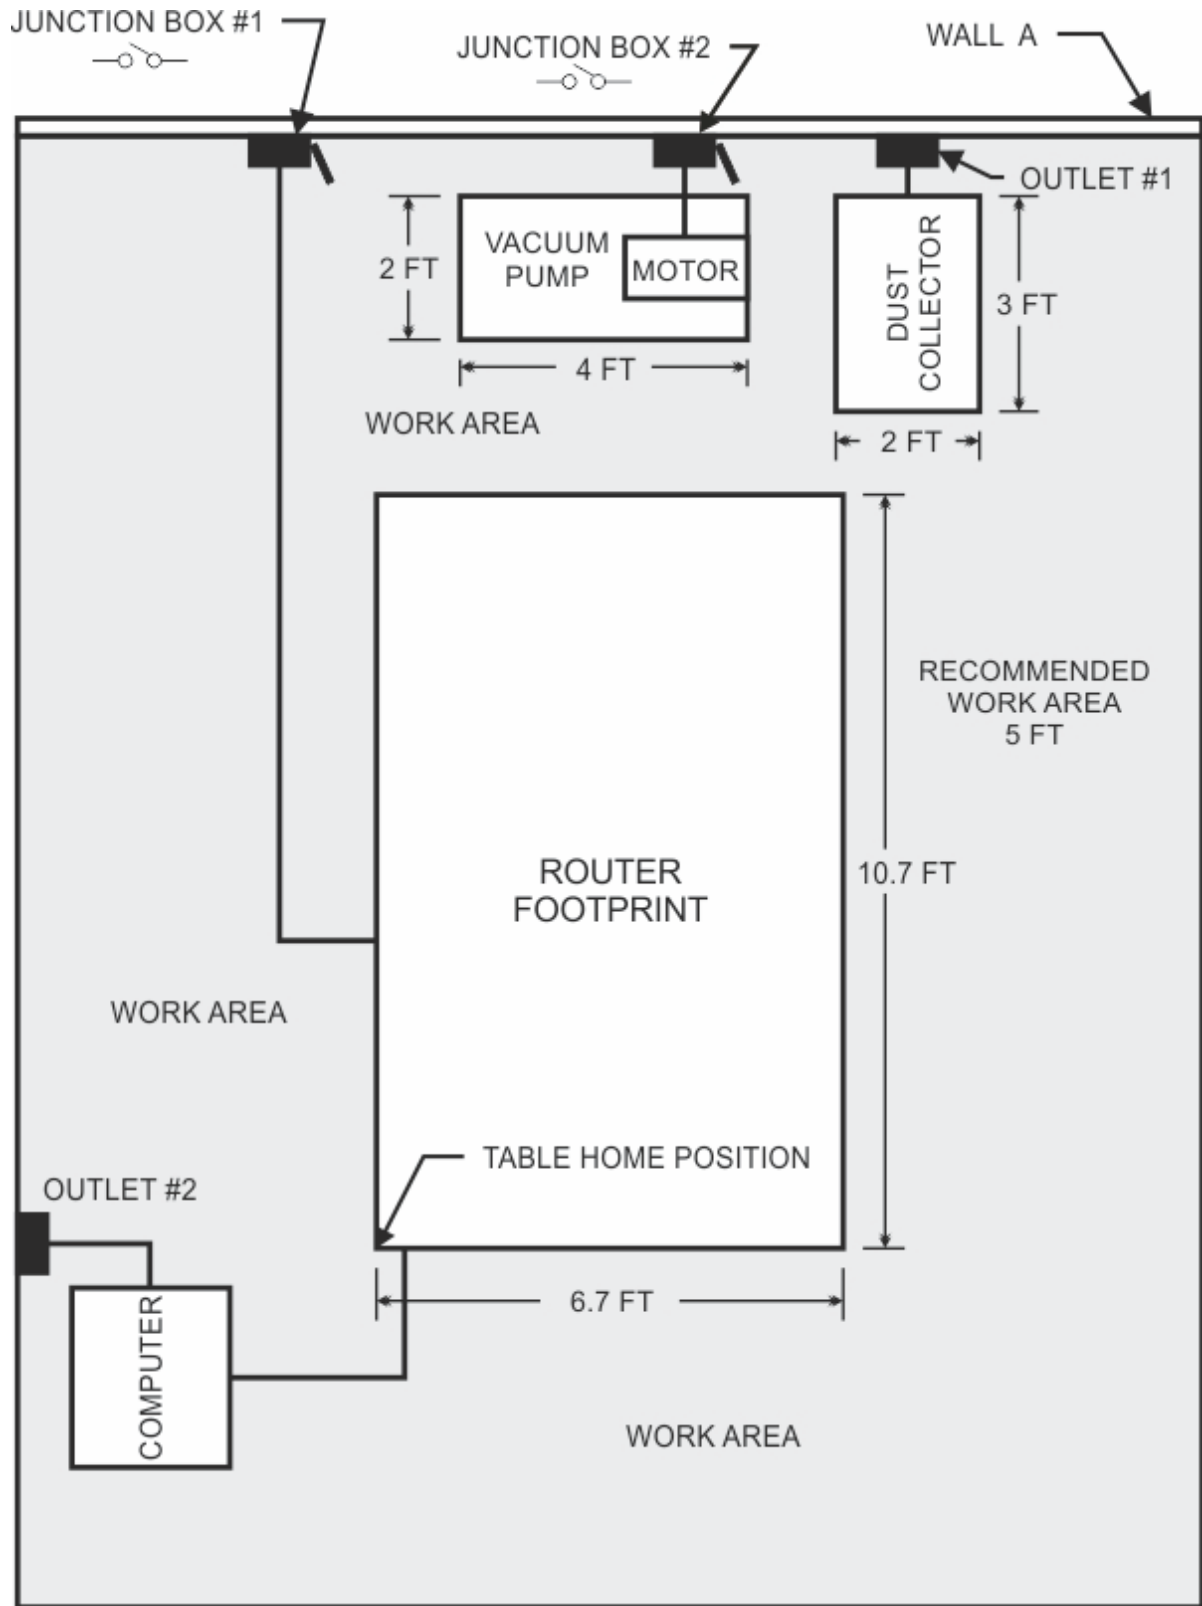 JUNCTION BOX #1
JUNCTION BOX #2
WALL A
OUTLET #1
VACUUM
PUMP
MOTOR
2 FT
4 FT
DUST
COLLECTOR
3 FT
2 FT
WORK AREA
RECOMMENDED
WORK AREA
5 FT
ROUTER
FOOTPRINT
10.7 FT
WORK AREA
TABLE HOME POSITION
OUTLET #2
6.7 FT
COMPUTER
WORK AREA